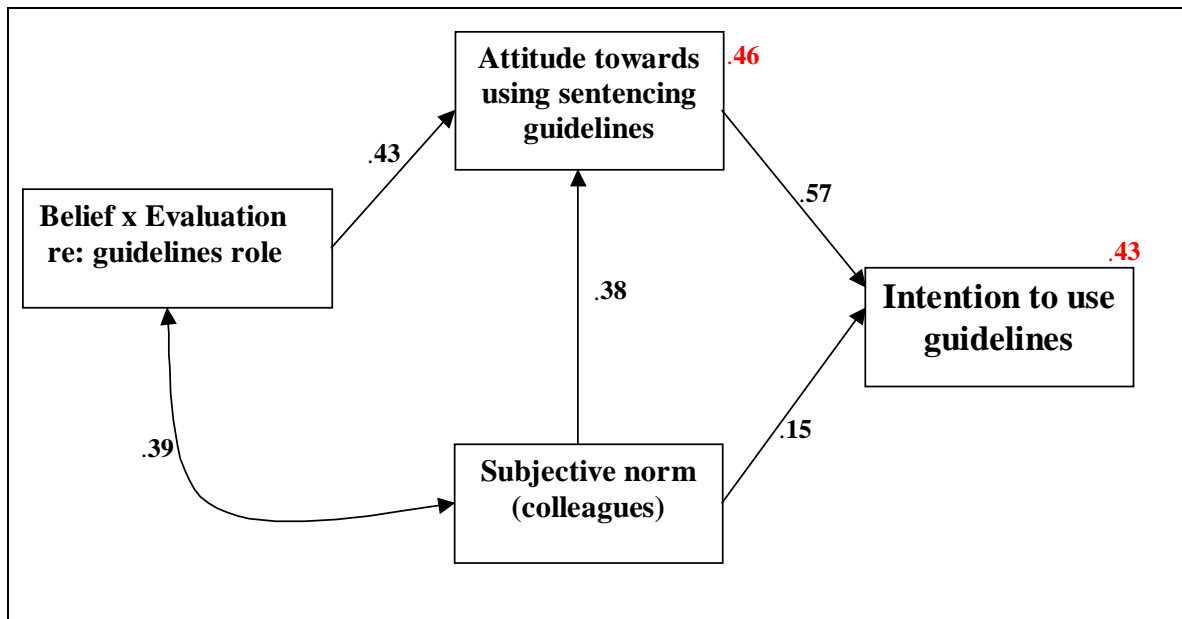 Attitude towards
using sentencing
guidelines
.46
.43
Belief x Evaluation
re: guidelines role
.57
.43
Intention to use
guidelines
.38
.15
.39
Subjective norm
(colleagues)